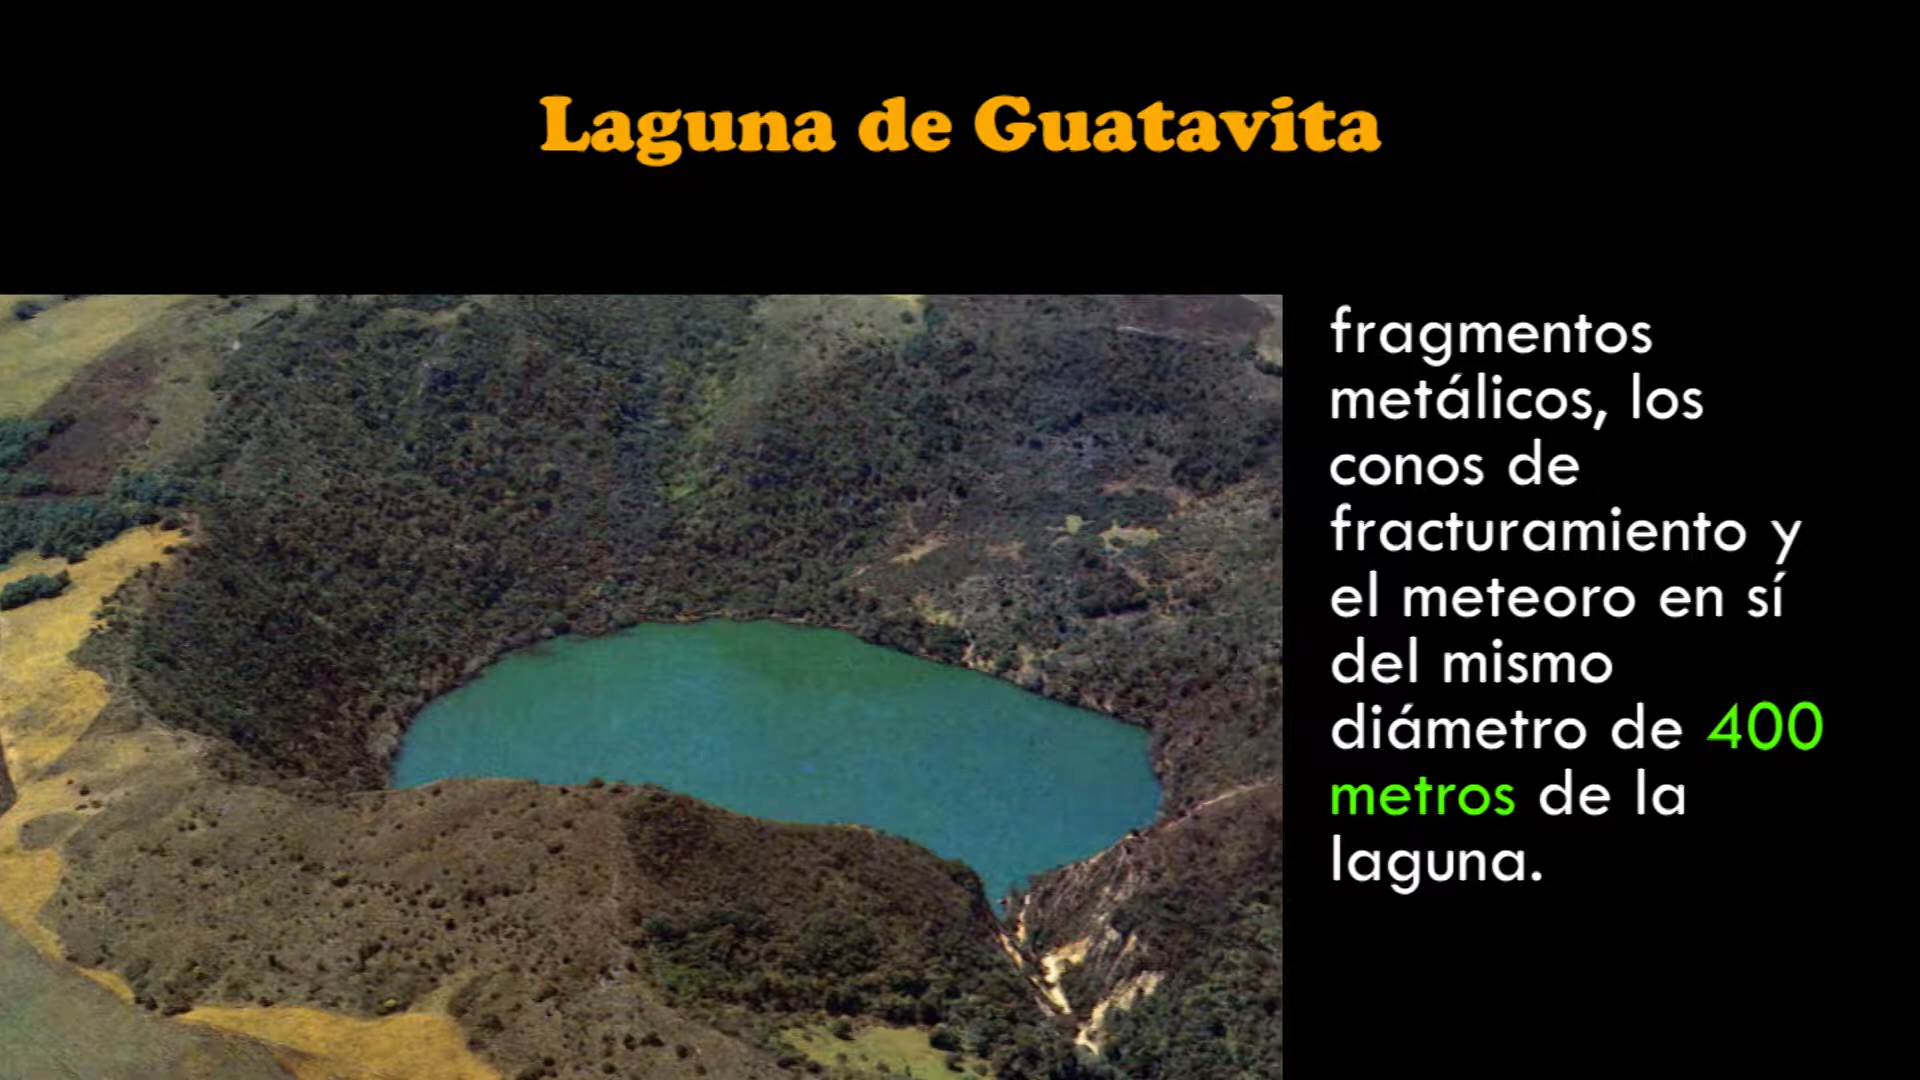 Laguna de Guatavita
fragmentos
metálicos, los
conos de
fracturamiento y
el meteoro en sí
del mismo
diámetro de 400
metros de la
laguna.